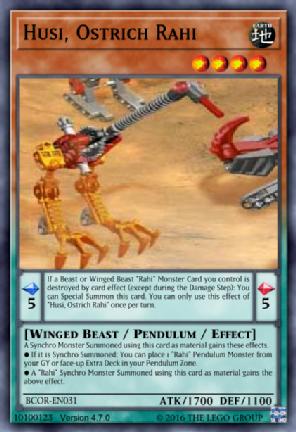 Husi, Ostrich Rahi
EARTH
地
If a Beast or Winged Beast "Rahi" Monster Card you control is
destroyed by card effect (except during the Damage Step): You
can Special Summon this card. You can only use this effect of
"Husi, Ostrich Rahi" once per turn.
5
5
[Winged Beast / Pendulum / Effect]
A Synchro Monster Summoned using this card as material gains these effects.
● If it is Synchro Summoned: You can place 1 "Rahi" Pendulum Monster from
your GY or face-up Extra Deck in your Pendulum Zone.
● A "Rahi" Synchro Monster Summoned using this card as material gains the
above effect.
BCOR-EN031
ATK/1700 DEF/1100
10100123 Version 4.7.0
©2016 THE LEGO GROUP